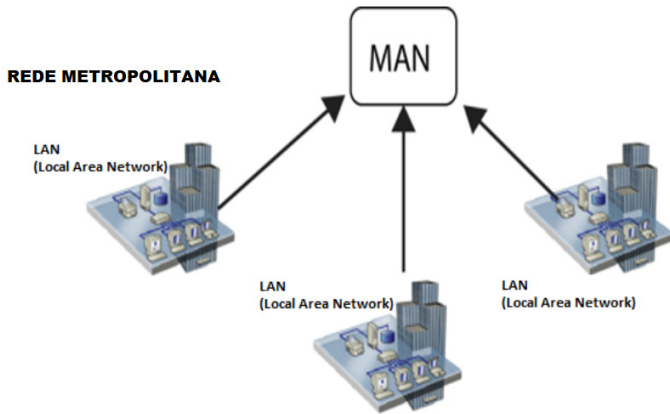 MAN
REDE METROPOLITANA
LAN
(Local Area Network)
LAN
(Local Area Network)
LAN
(Local Area Network)